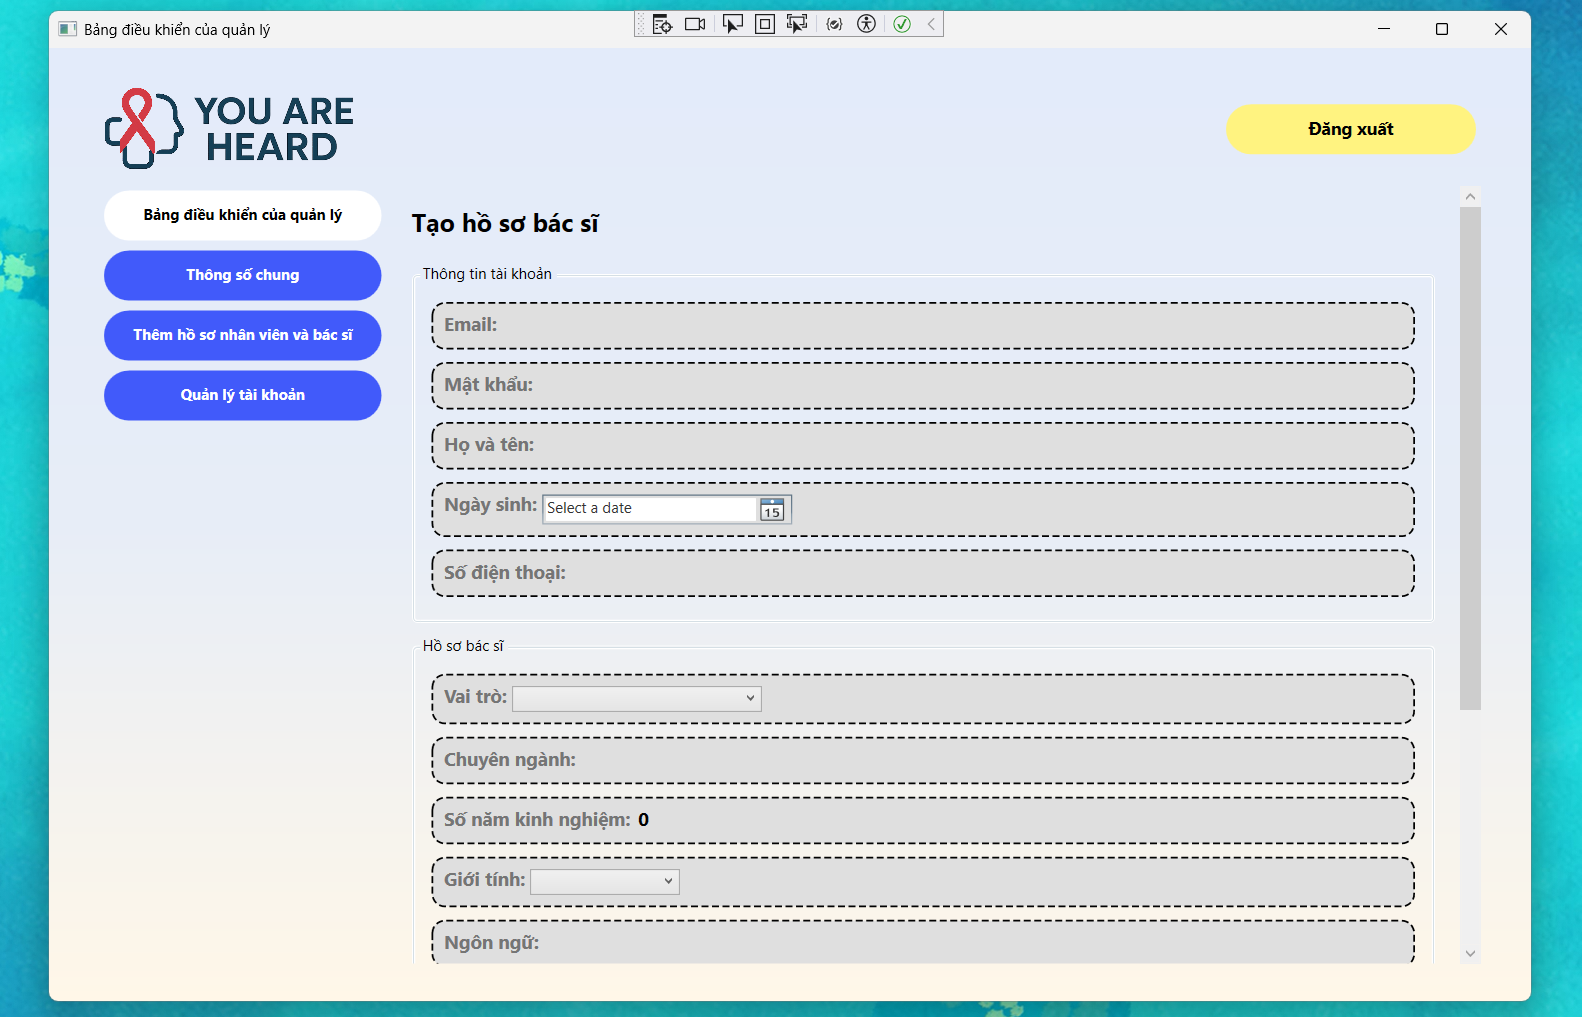 Bảng điều khiển của quản lý
YOU ARE
HEARD
Đăng xuất
Bảng điều khiển của quản lý
Thông số chung
Thêm hồ sơ nhân viên và bác sĩ
Quản lý tài khoản
Tạo hồ sơ bác sĩ
Thông tin tài khoản
Email:
Mật khẩu:
Họ và tên:
Ngày sinh: Select a date 15
Số điện thoại:
Hồ sơ bác sĩ
Vai trò:
Chuyên ngành:
Số năm kinh nghiệm: 0
Giới tính:
Ngôn ngữ: